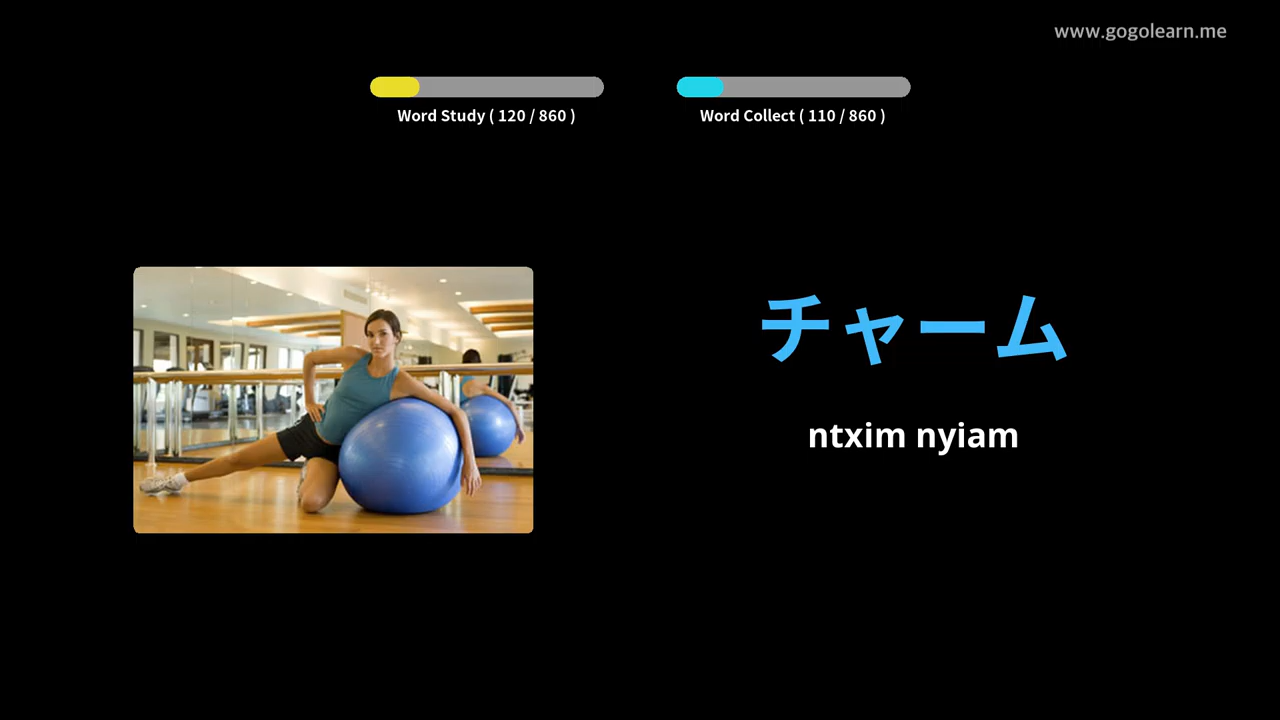 www.gogolearn.me
Word Study ( 120 / 860 )
Word Collect ( 110 / 860 )
チャーム
ntxim nyiam